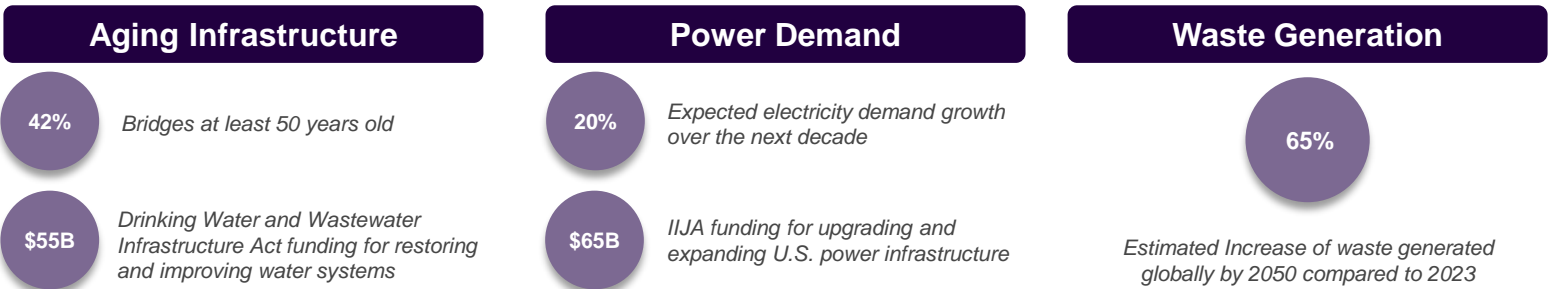 Aging Infrastructure
42%
Bridges at least 50 years old
$55B
Drinking Water and Wastewater
Infrastructure Act funding for restoring
and improving water systems
Power Demand
20%
Expected electricity demand growth
over the next decade
$65B
IIJA funding for upgrading and
expanding U.S. power infrastructure
Waste Generation
65%
Estimated Increase of waste generated
globally by 2050 compared to 2023